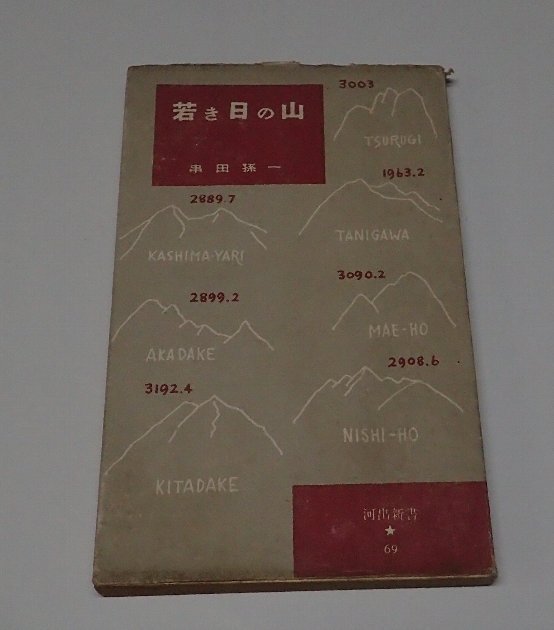 若き日の山
串田孫一
3003
TSURUGI
1963.2
TANIGAWA
2889.7
KASHIMA-YARI
3090.2
MAE-HO
2899.2
AKADAKE
2908.6
NISHI-HO
3192.4
KITADAKE
河出新書
★
69